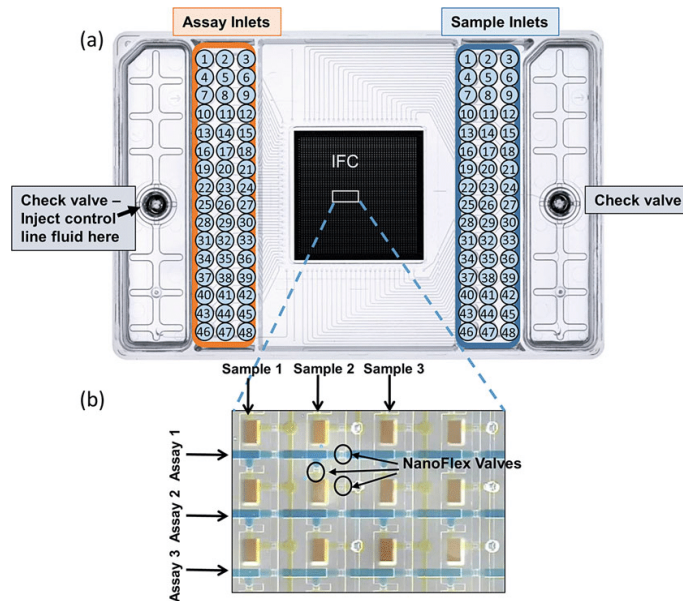 Assay Inlets
Sample Inlets
(a)
1 2 3
4 5 6
7 8 9
10 11 12
13 14 15
16 17 18
19 20 21
22 23 24
25 26 27
28 29 30
31 32 33
34 35 36
37 38 39
40 41 42
43 44 45
46 47 48
IFC
1 2 3
4 5 6
7 8 9
10 11 12
13 14 15
16 17 18
19 20 21
22 23 24
25 26 27
28 29 30
31 32 33
34 35 36
37 38 39
40 41 42
43 44 45
46 47 48
Check valve –
Inject control
line fluid here
Check valve
Sample 1
Sample 2
Sample 3
(b)
Assay 1
Assay 2
Assay 3
NanoFlex Valves